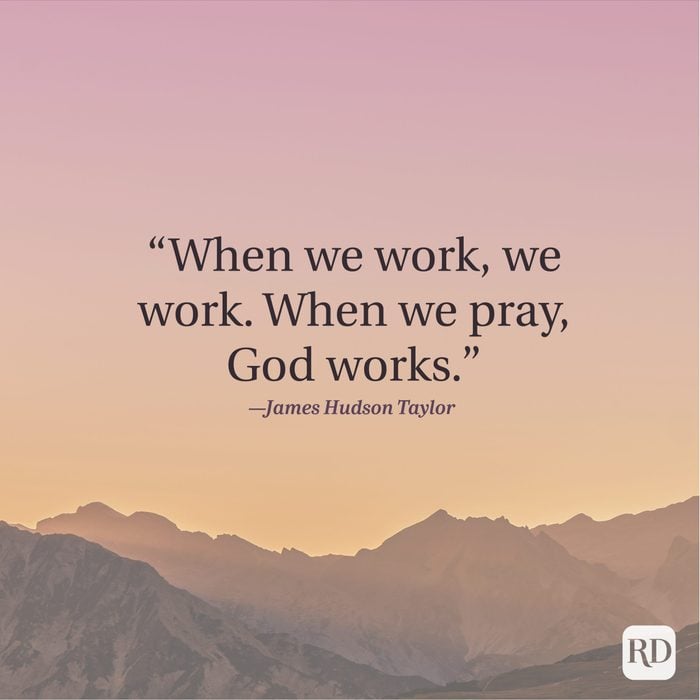 “When we work, we
work. When we pray,
God works.”
—James Hudson Taylor
RD